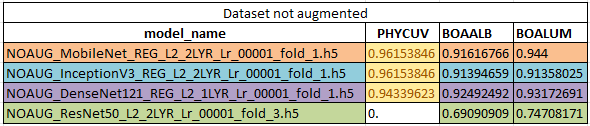 Dataset not augmented
model_name PHYCUV BOAALB BOALUM
NOAUG_MobileNet_REG_L2_2LYR_Lr_00001_fold_1.h5 0.96153846 0.91616766 0.944
NOAUG_InceptionV3_REG_L2_2LYR_Lr_00001_fold_1.h5 0.96153846 0.91394659 0.91358025
NOAUG_DenseNet121_REG_L2_1LYR_Lr_00001_fold_1.h5 0.94339623 0.92492492 0.93172691
NOAUG_ResNet50_L2_2LYR_Lr_00001_fold_3.h5 0. 0.69090909 0.74708171